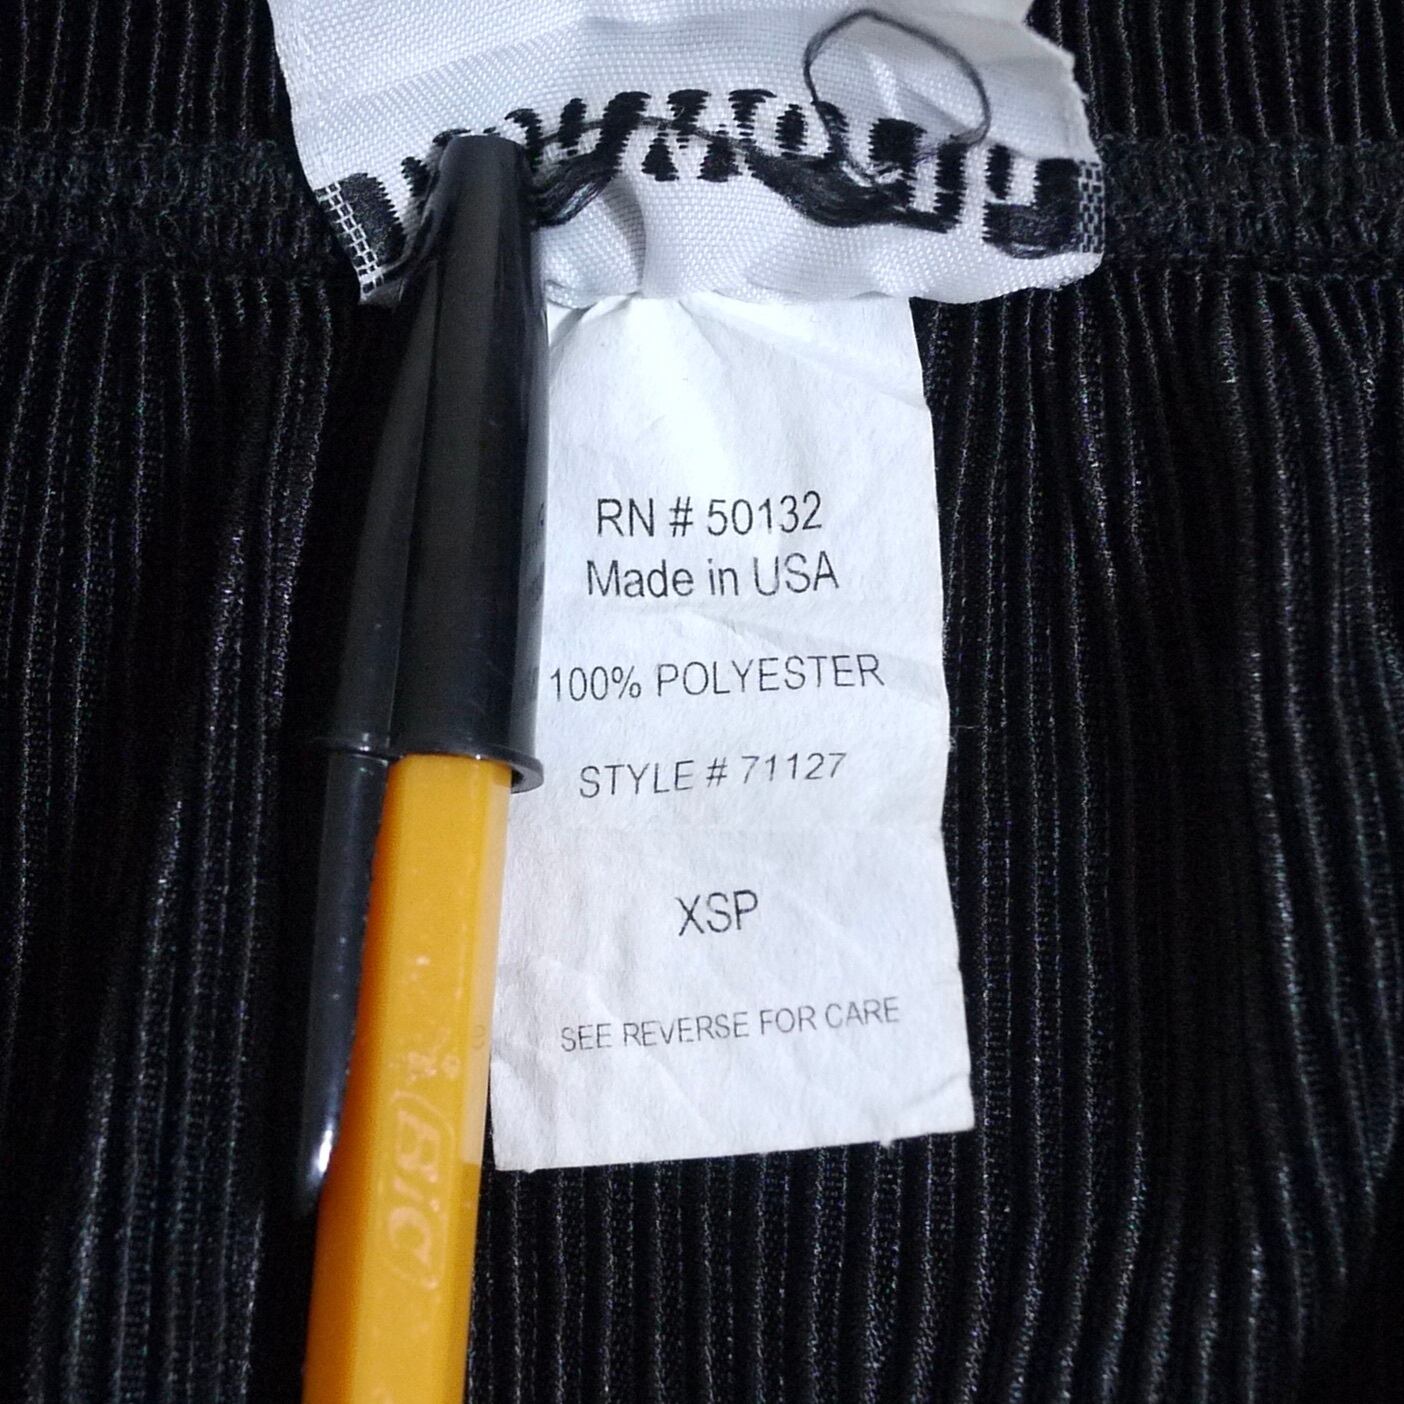 RN # 50132
Made in USA
100% POLYESTER
STYLE # 71127
XSP
SEE REVERSE FOR CARE
Bic